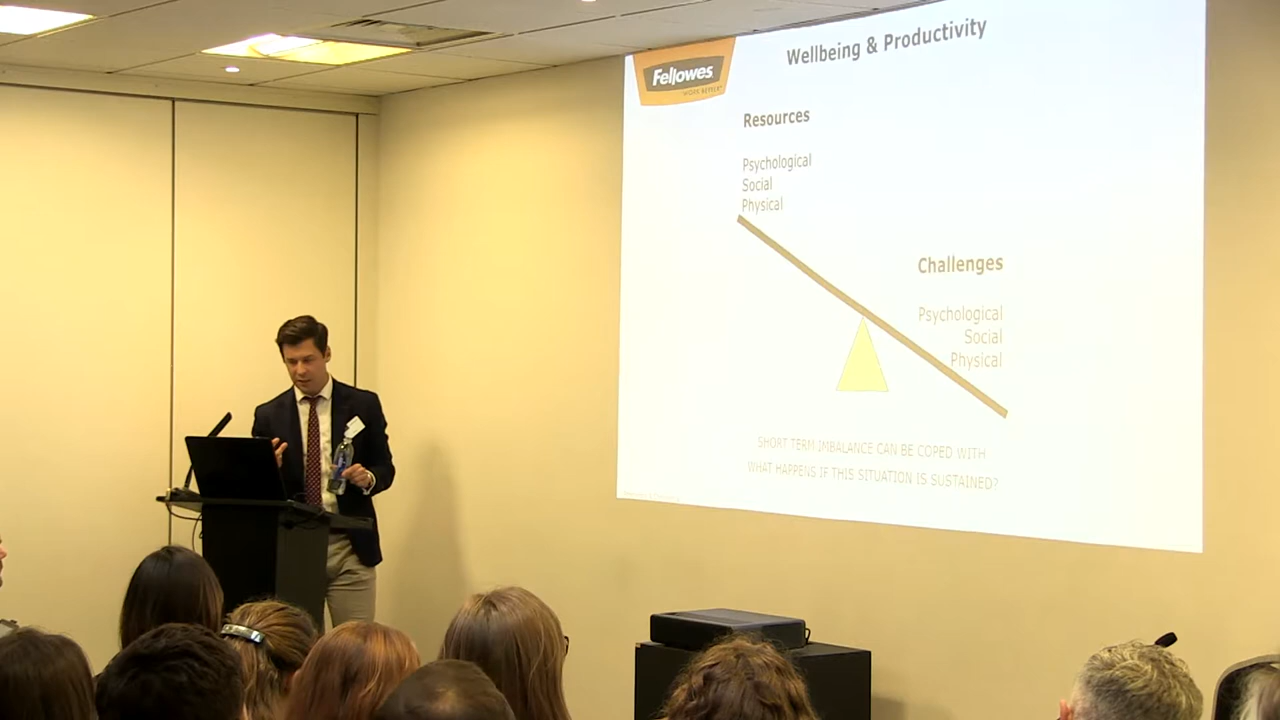 Wellbeing & Productivity
Fellowes
WORK BETTER
Resources
Psychological
Social
Physical
Challenges
Psychological
Social
Physical
SHORT TERM IMBALANCE CAN BE COPED WITH
WHAT HAPPENS IF THIS SITUATION IS SUSTAINED?